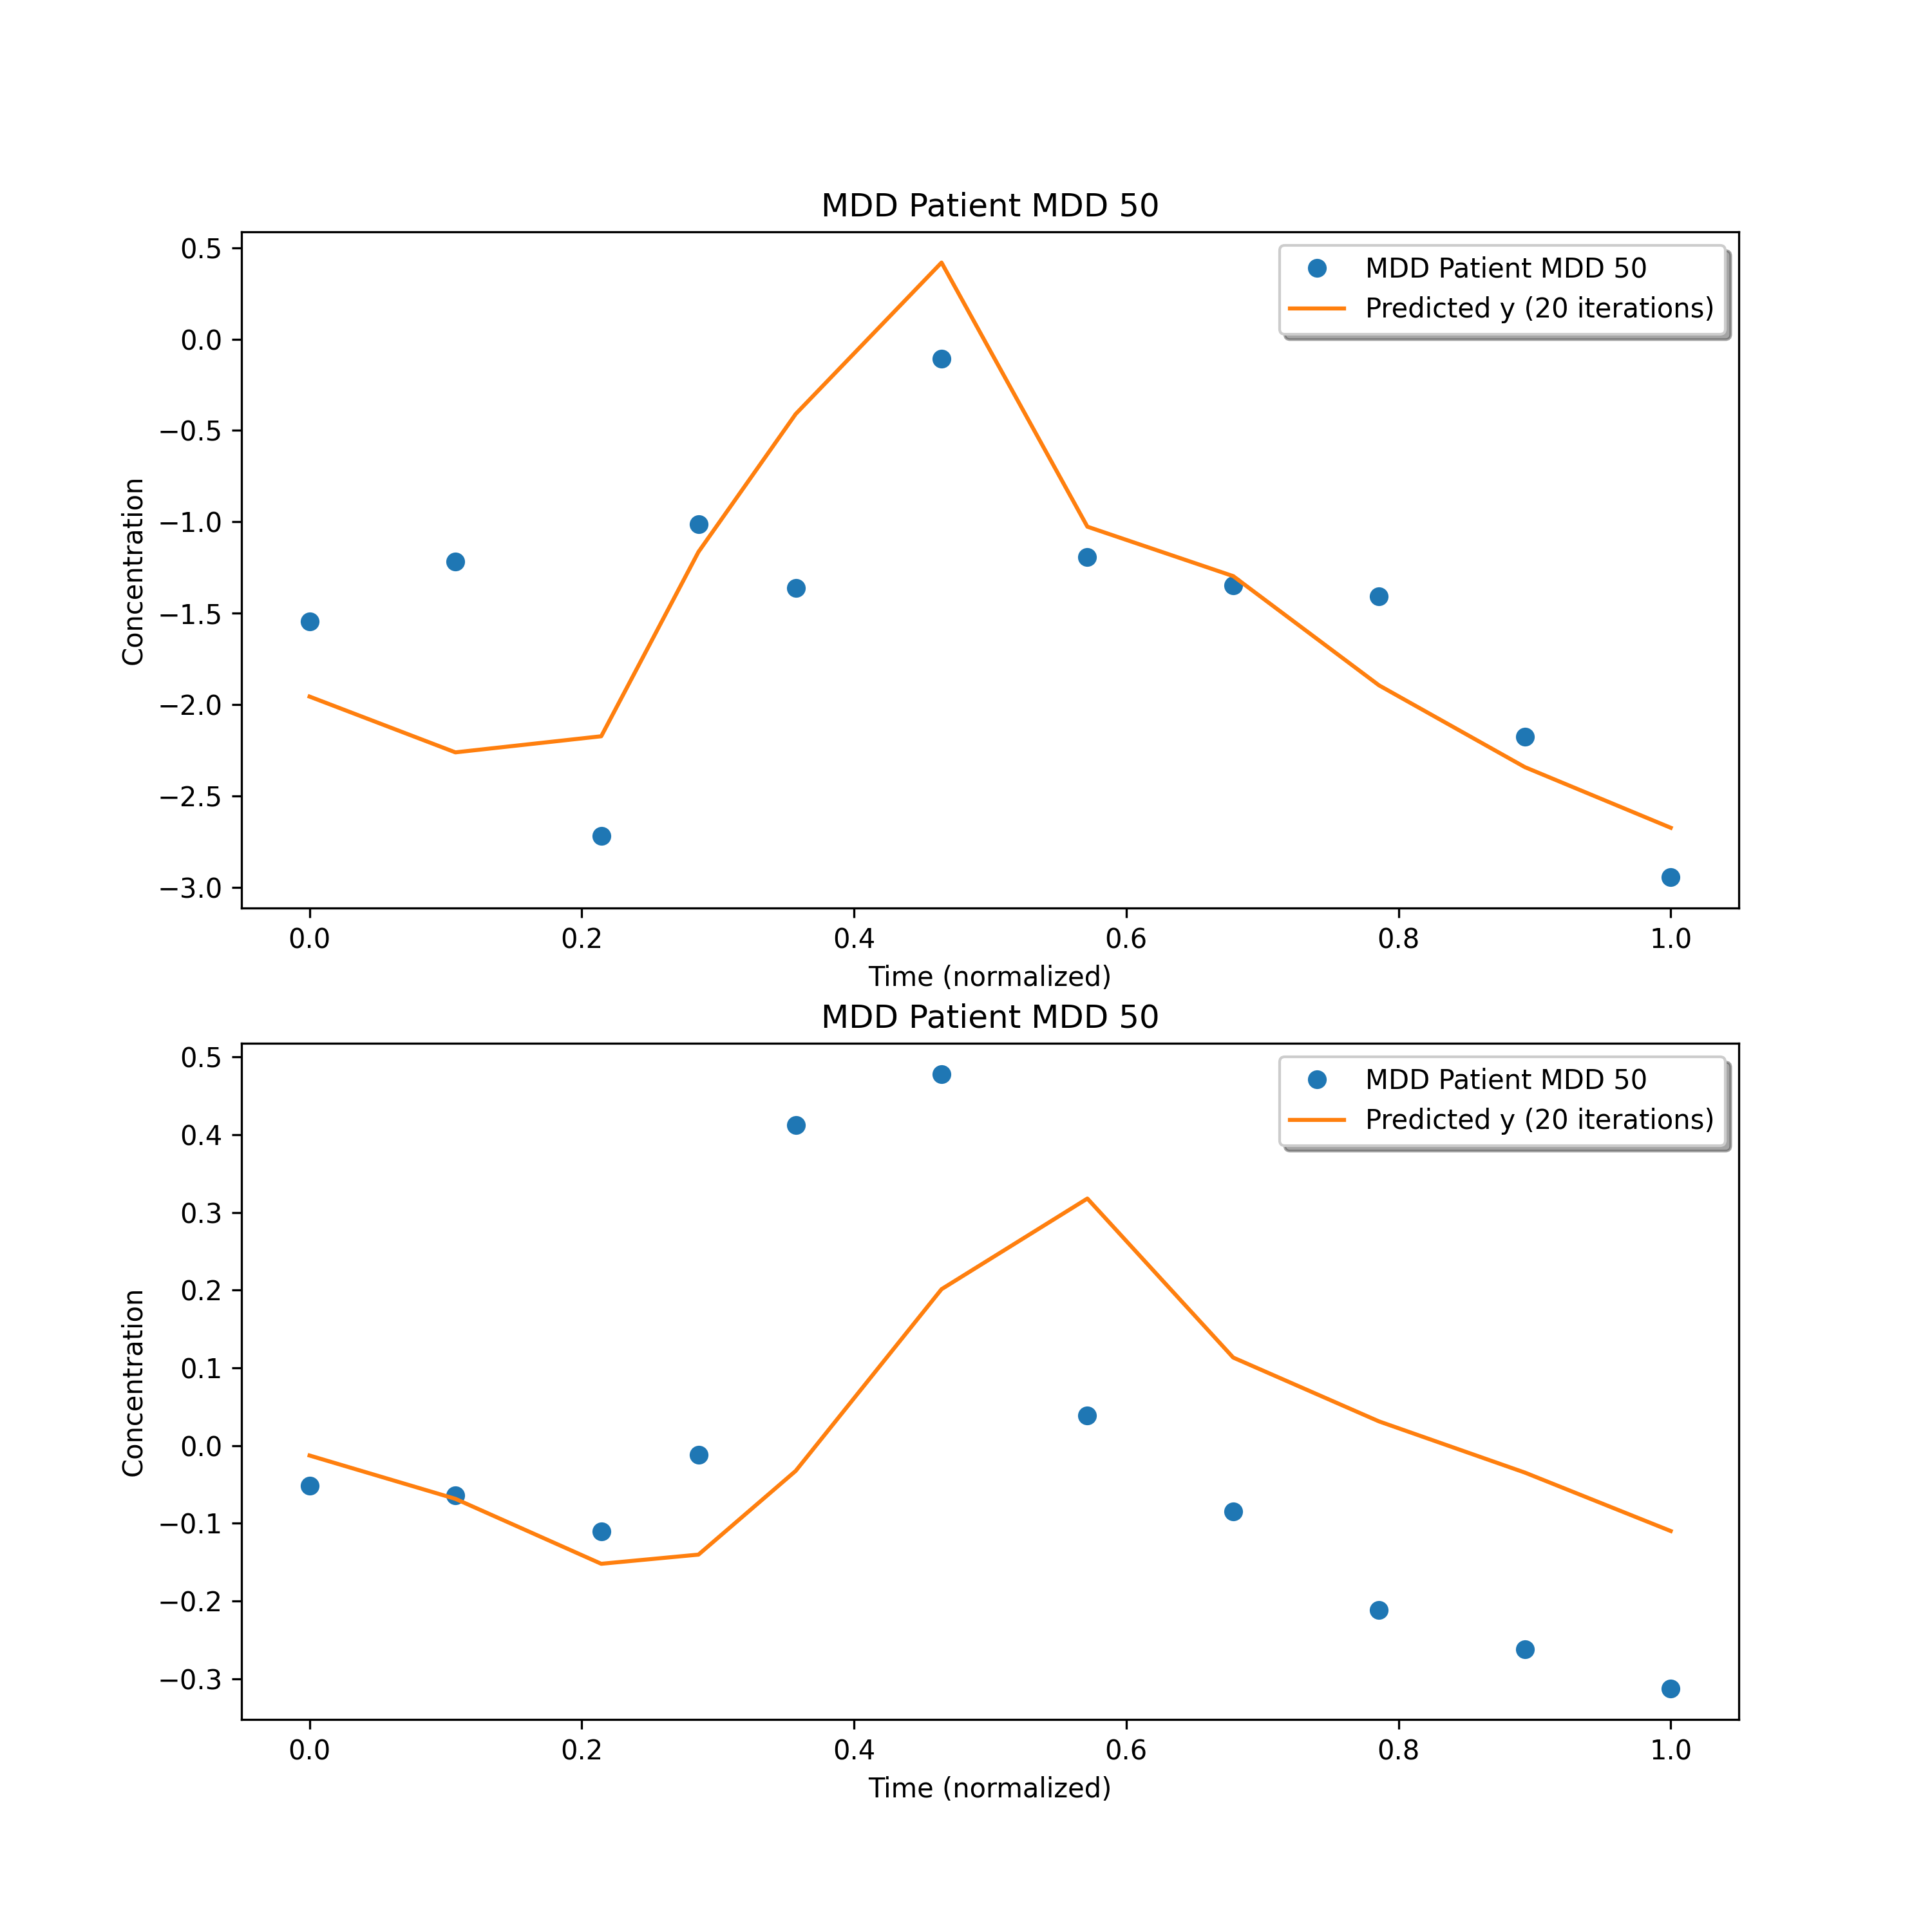 MDD Patient MDD 50
MDD Patient MDD 50
Predicted y (20 iterations)
0.5
0.0
−0.5
−1.0
−1.5
−2.0
−2.5
−3.0
Concentration
0.0 0.2 0.4 0.6 0.8 1.0
Time (normalized)
MDD Patient MDD 50
MDD Patient MDD 50
Predicted y (20 iterations)
0.5
0.4
0.3
0.2
0.1
0.0
−0.1
−0.2
−0.3
Concentration
0.0 0.2 0.4 0.6 0.8 1.0
Time (normalized)